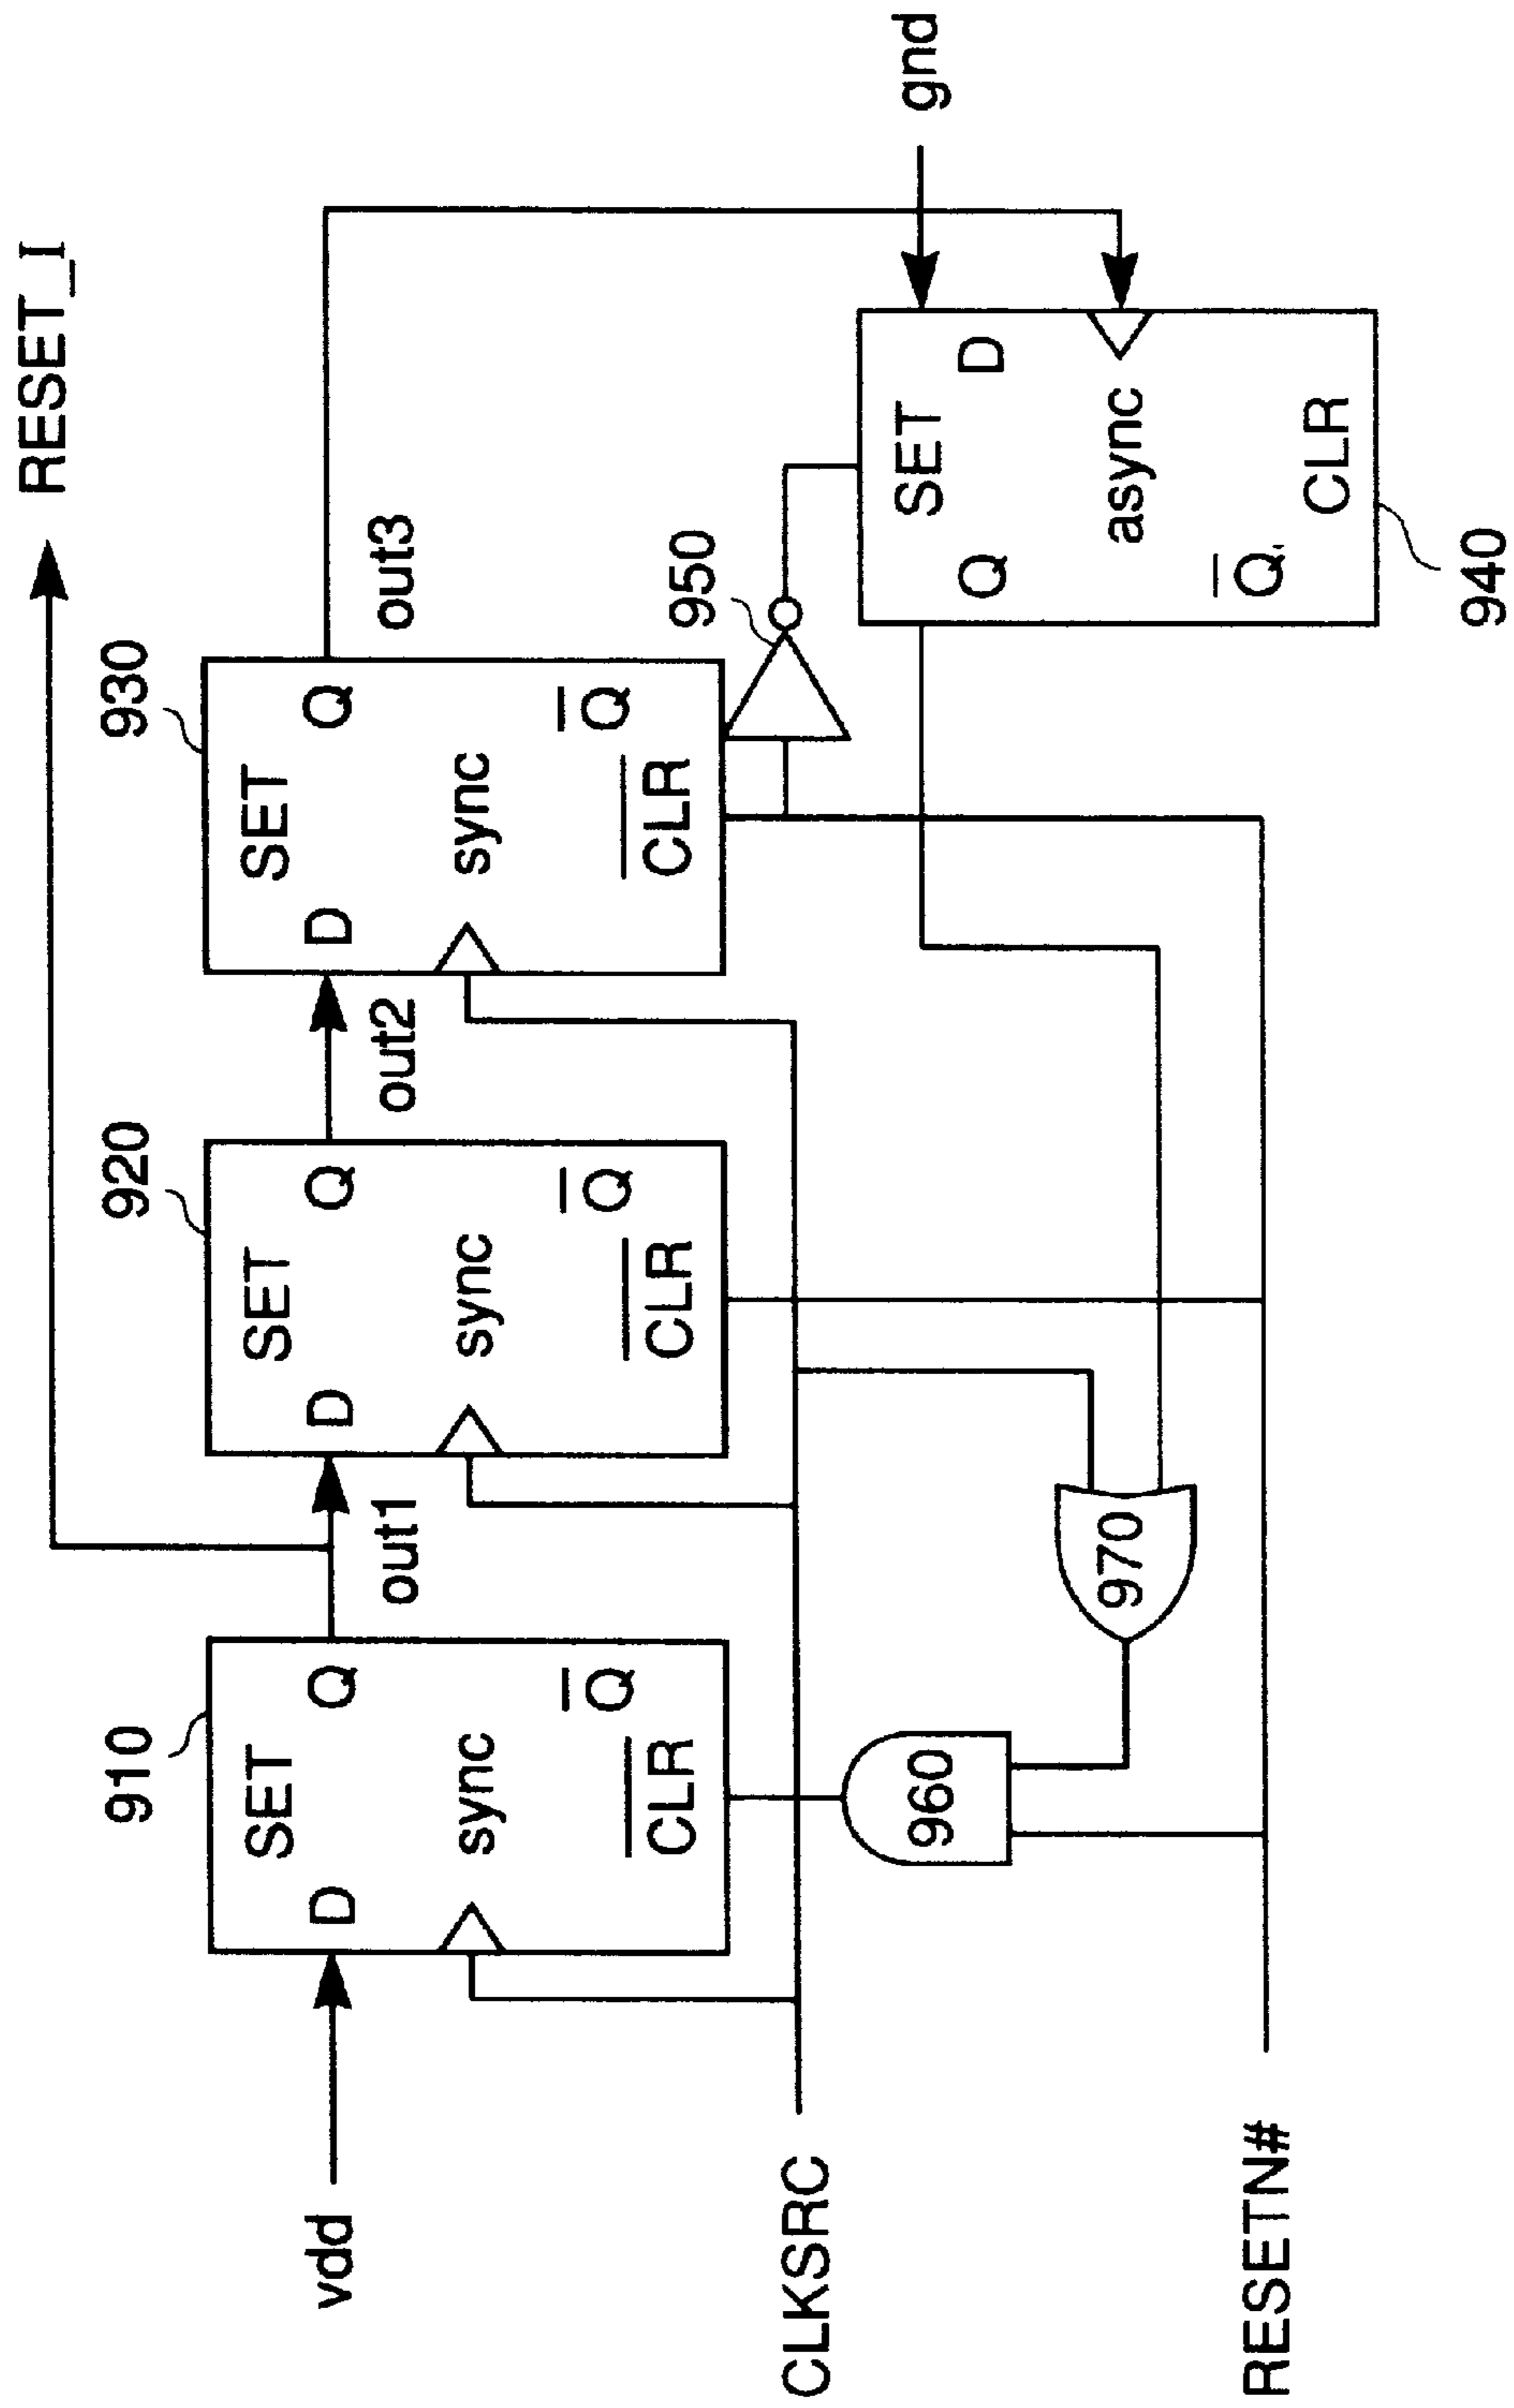 RESET_I
910
920
930
vdd
D
SET
Q
sync
Q
CLR
out1
D
SET
Q
sync
Q
CLR
out2
D
SET
Q
sync
Q
CLR
out3
950
gnd
SET
Q
D
async
Q
CLR
940
CLKSRC
960
970
RESETN#